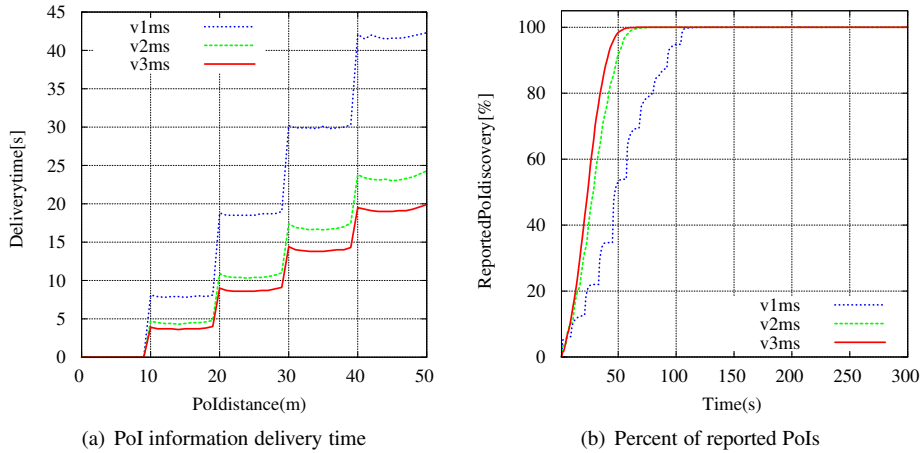 45
40
35
30
25
20
15
10
5
0
Deliverytime[s]
v1ms
v2ms
v3ms
0 10 20 30 40 50
PoIdistance(m)
(a) PoI information delivery time
100
80
60
40
20
0
ReportedPoIdiscovery[%]
v1ms
v2ms
v3ms
50 100 150 200 250 300
Time(s)
(b) Percent of reported PoIs